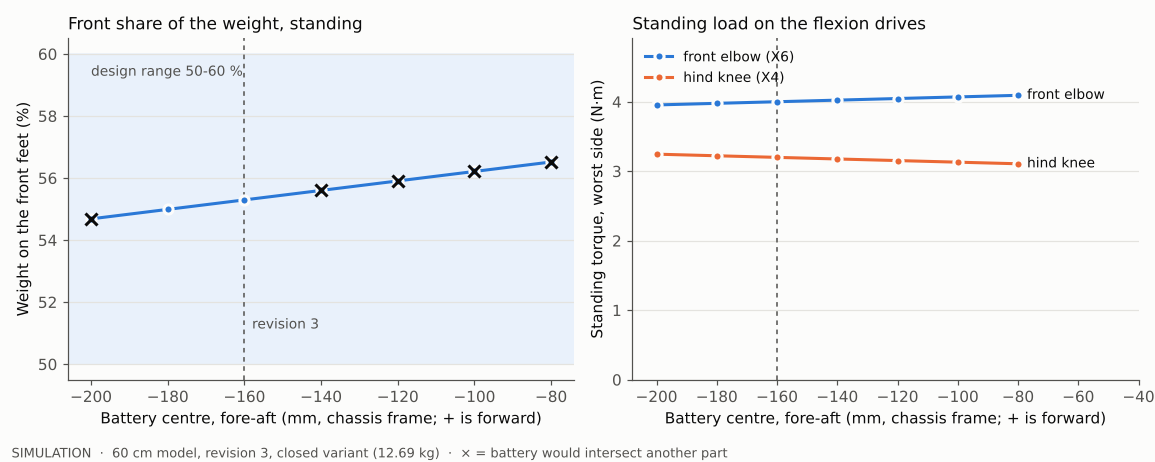 Front share of the weight, standing
design range 50-60 %
revision 3
Weight on the front feet (%)
60
58
56
54
52
50
−200 −180 −160 −140 −120 −100 −80
Battery centre, fore-aft (mm, chassis frame; + is forward)
Standing load on the flexion drives
front elbow (X6)
hind knee (X4)
front elbow
hind knee
Standing torque, worst side (N·m)
4
3
2
1
0
−200 −180 −160 −140 −120 −100 −80 −60 −40
Battery centre, fore-aft (mm, chassis frame; + is forward)
SIMULATION · 60 cm model, revision 3, closed variant (12.69 kg) · × = battery would intersect another part